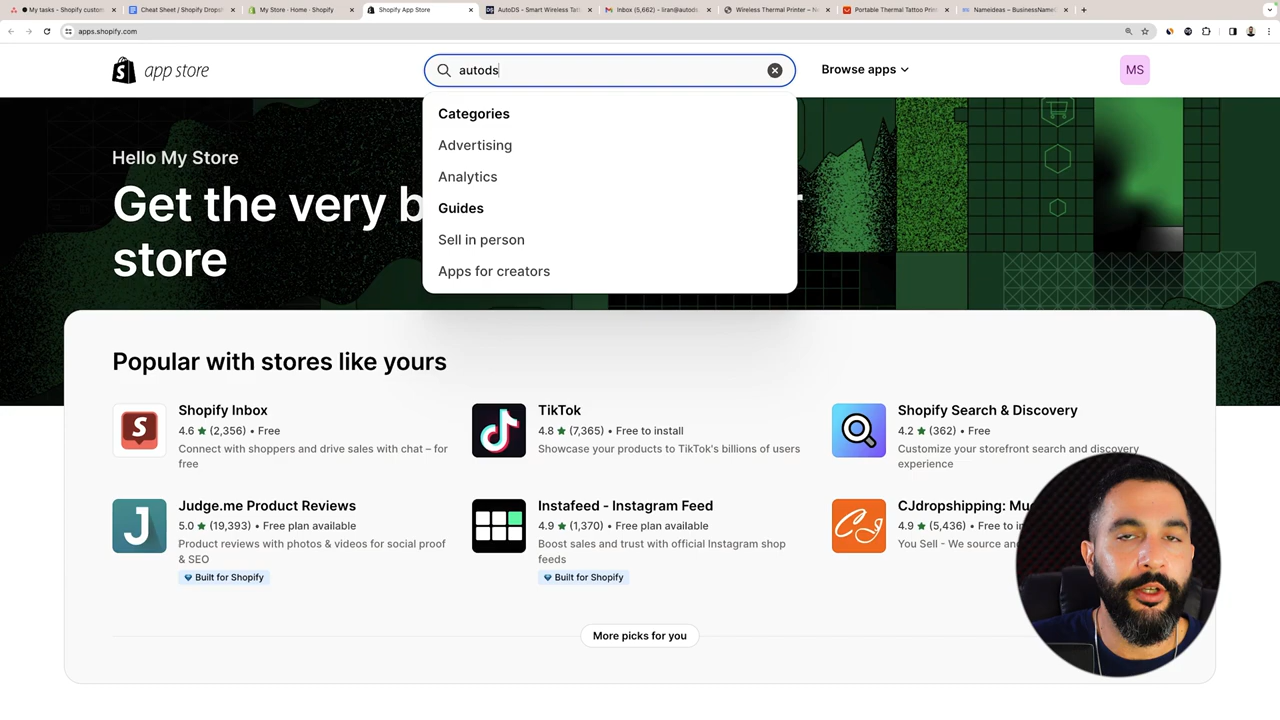 My tasks - Shopify custom
Cheat Sheet / Shopify Dropsh
My Store · Home · Shopify
Shopify App Store
AutoDS - Smart Wireless Tat
Inbox (5,662) - liran@autods
Wireless Thermal Printer – N
Portable Thermal Tattoo Prin
Nameideas – BusinessName
apps.shopify.com
app store
autods
Browse apps
MS
Categories
Advertising
Analytics
Guides
Sell in person
Apps for creators
Hello My Store
Get the very b
store
Popular with stores like yours
Shopify Inbox
4.6 ★ (2,356) • Free
Connect with shoppers and drive sales with chat – for
free
TikTok
4.8 ★ (7,365) • Free to install
Showcase your products to TikTok's billions of users
Shopify Search & Discovery
4.2 ★ (362) • Free
Customize your storefront search and discovery
experience
Judge.me Product Reviews
5.0 ★ (19,393) • Free plan available
Product reviews with photos & videos for social proof
& SEO
Built for Shopify
Instafeed - Instagram Feed
4.9 ★ (1,370) • Free plan available
Boost sales and trust with official Instagram shop
feeds
Built for Shopify
CJdropshipping: Mu
4.9 ★ (5,436) • Free to in
You Sell - We source an
More picks for you